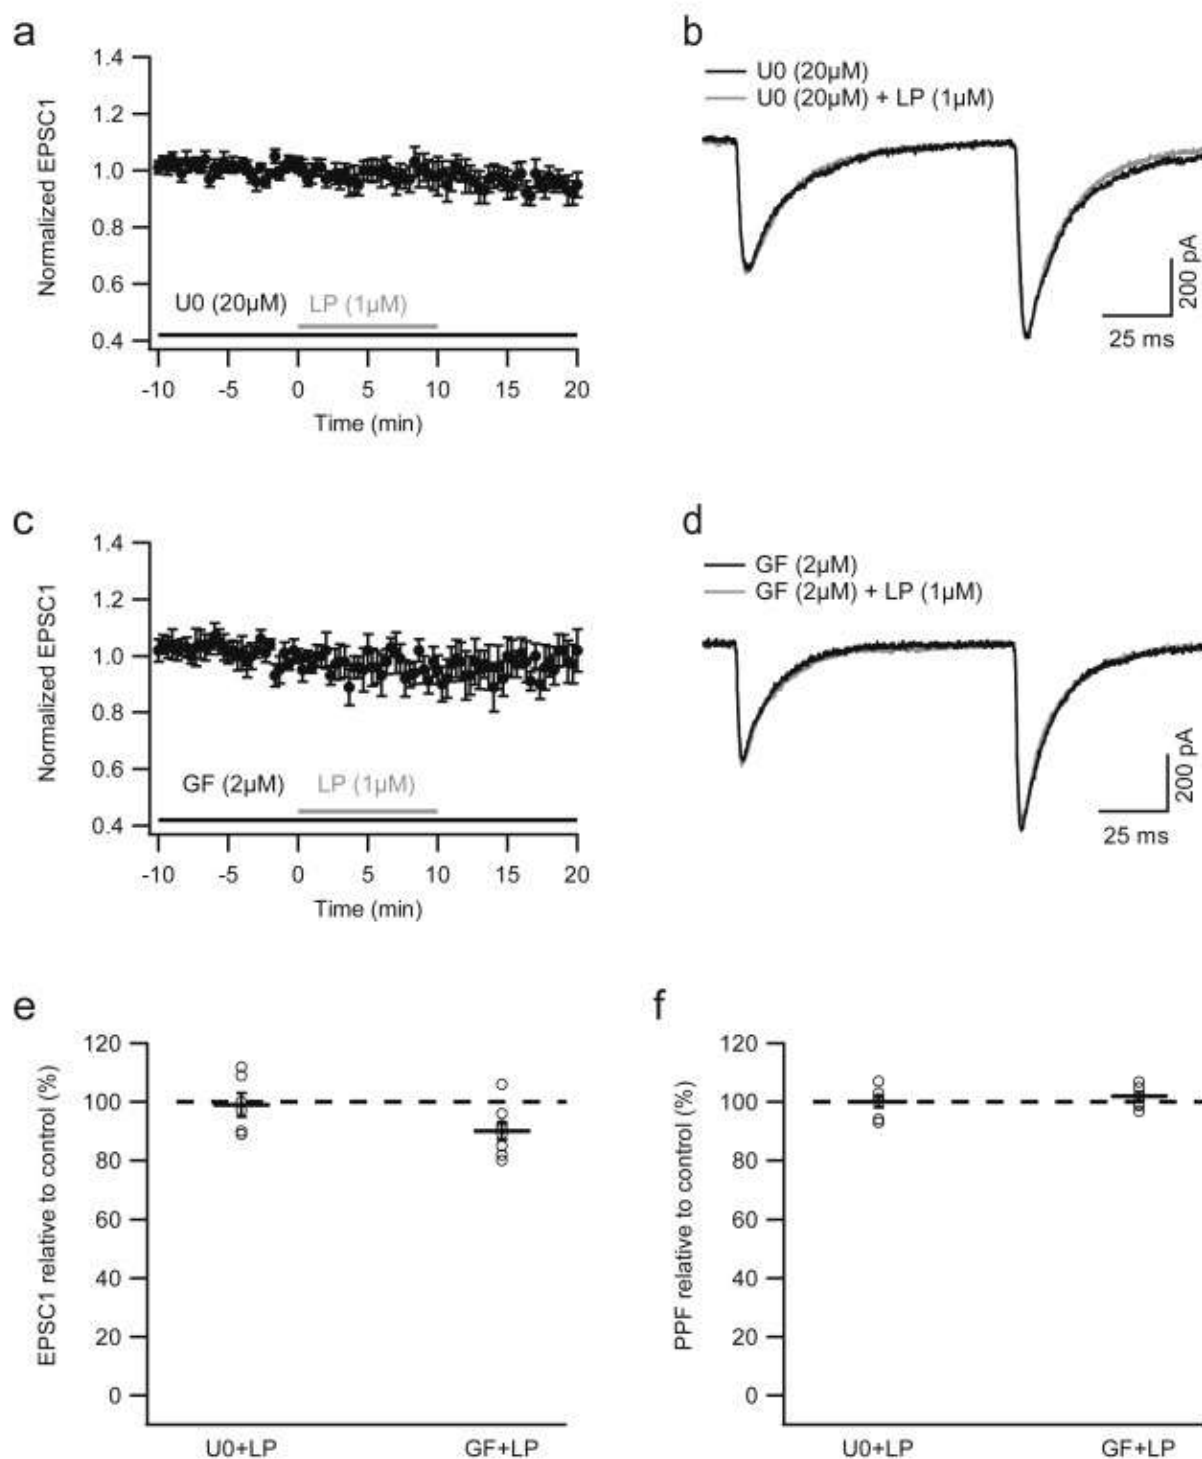 a
1.4
1.2
1.0
0.8
0.6
0.4
Normalized EPSC1
U0 (20µM) LP (1µM)
-10 -5 0 5 10 15 20
Time (min)
b
U0 (20µM)
U0 (20µM) + LP (1µM)
200 pA
25 ms
c
1.4
1.2
1.0
0.8
0.6
0.4
Normalized EPSC1
GF (2µM) LP (1µM)
-10 -5 0 5 10 15 20
Time (min)
d
GF (2µM)
GF (2µM) + LP (1µM)
200 pA
25 ms
e
120
100
80
60
40
20
0
EPSC1 relative to control (%)
U0+LP GF+LP
f
120
100
80
60
40
20
0
PPF relative to control (%)
U0+LP GF+LP